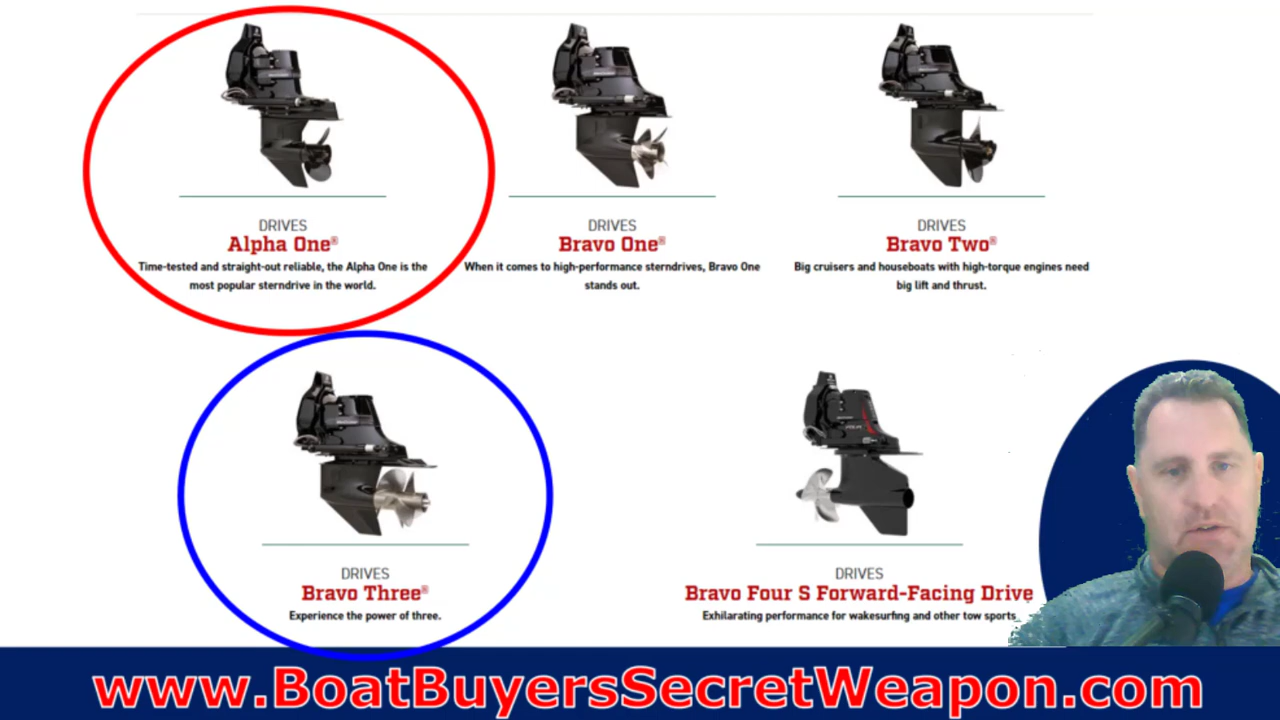 DRIVES
Alpha One®
Time-tested and straight-out reliable, the Alpha One is the
most popular sterndrive in the world.
DRIVES
Bravo One®
When it comes to high-performance sterndrives, Bravo One
stands out.
DRIVES
Bravo Two®
Big cruisers and houseboats with high-torque engines need
big lift and thrust.
DRIVES
Bravo Three®
Experience the power of three.
DRIVES
Bravo Four S Forward-Facing Drive
Exhilarating performance for wakesurfing and other tow sports
www.BoatBuyersSecretWeapon.com